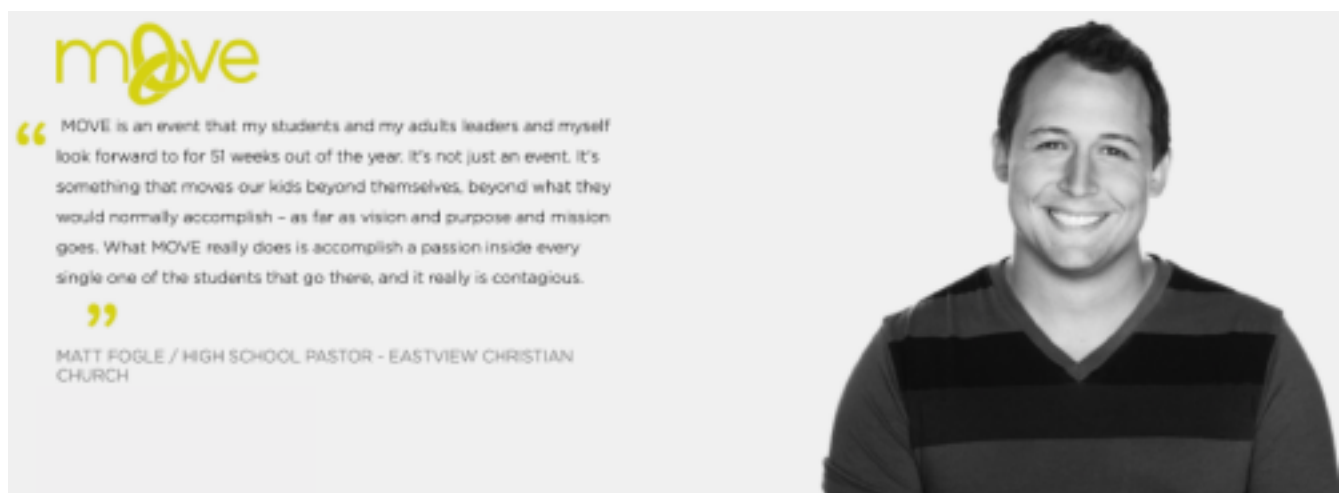 move
“ MOVE is an event that my students and my adults leaders and myself
look forward to for 51 weeks out of the year. It's not just an event. It's
something that moves our kids beyond themselves, beyond what they
would normally accomplish – as far as vision and purpose and mission
goes. What MOVE really does is accomplish a passion inside every
single one of the students that go there, and it really is contagious.
”
MATT FOGLE / HIGH SCHOOL PASTOR - EASTVIEW CHRISTIAN
CHURCH